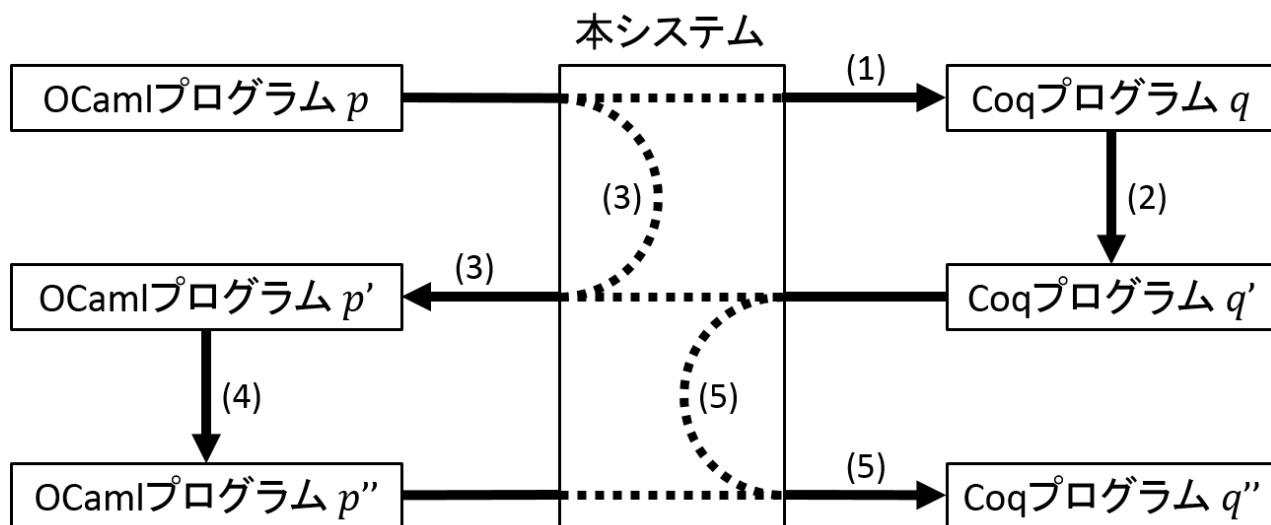 本システム
(1)
OCamlプログラム p
Coqプログラム q
(3)
(2)
(3)
OCamlプログラム p’
Coqプログラム q’
(4)
(5)
(5)
OCamlプログラム p’’
Coqプログラム q’’